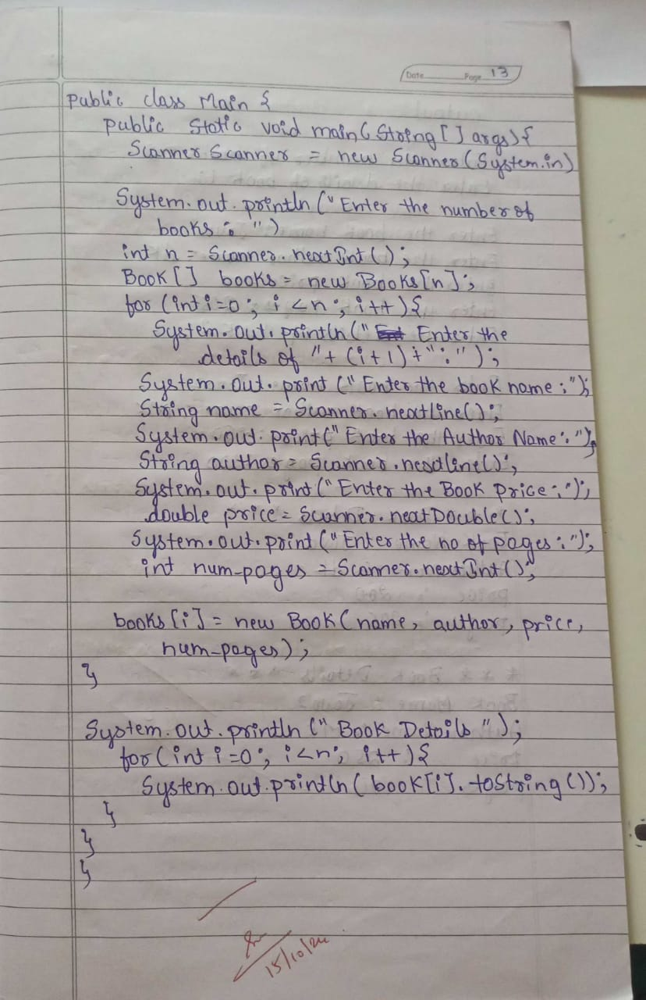 Date Page 13
public class Main {
public static void main(String[] args){
Scanner Scanner = new Scanner(System.in)
System.out.println("Enter the number of
books : ")
int n = Scanner.nextInt();
Book[] books = new Books[n];
for (int i=0; i<n; i++){
System.out.println(" Enter the
details of "+ (i+1)+":");
System.out.print("Enter the book name:");
String name = Scanner.nextLine();
System.out.print("Enter the Author Name:");
String author = Scanner.nextline();
System.out.print("Enter the Book price:");
double price = Scanner.nextDouble();
System.out.print("Enter the no of pages:");
int num-pages = Scanner.nextInt();
books[i] = new Book(name, author, price,
num-pages);
}
System.out.println("Book Details");
for(int i=0; i<n; i++){
System.out.println(book[i].toString());
}
}
}
15/10/24